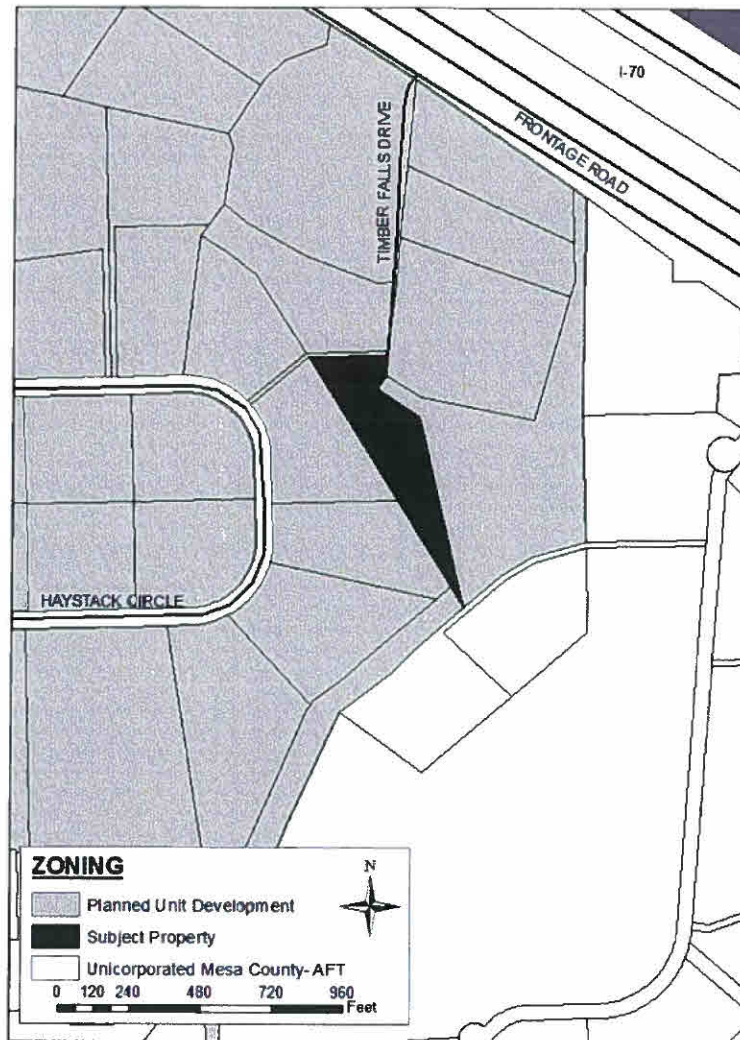 I-70
FRONTAGE ROAD
TIMBER FALLS DRIVE
HAYSTACK CIRCLE
ZONING
N
Planned Unit Development
Subject Property
Unicorporated Mesa County- AFT
0 120 240 480 720 960
Feet